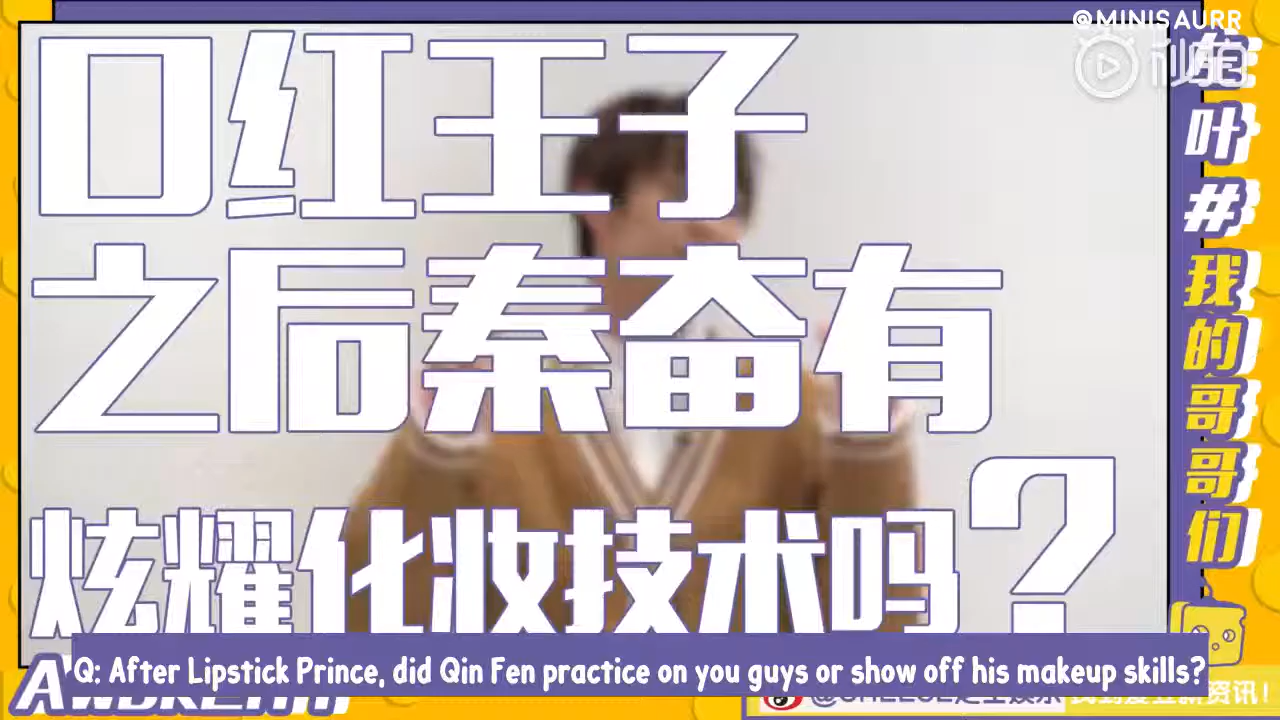 @MINISAURR
口红王子
之后秦奋有
炫耀化妆技术吗?
叶#我的哥哥们
Q: After Lipstick Prince, did Qin Fen practice on you guys or show off his makeup skills?
资讯!